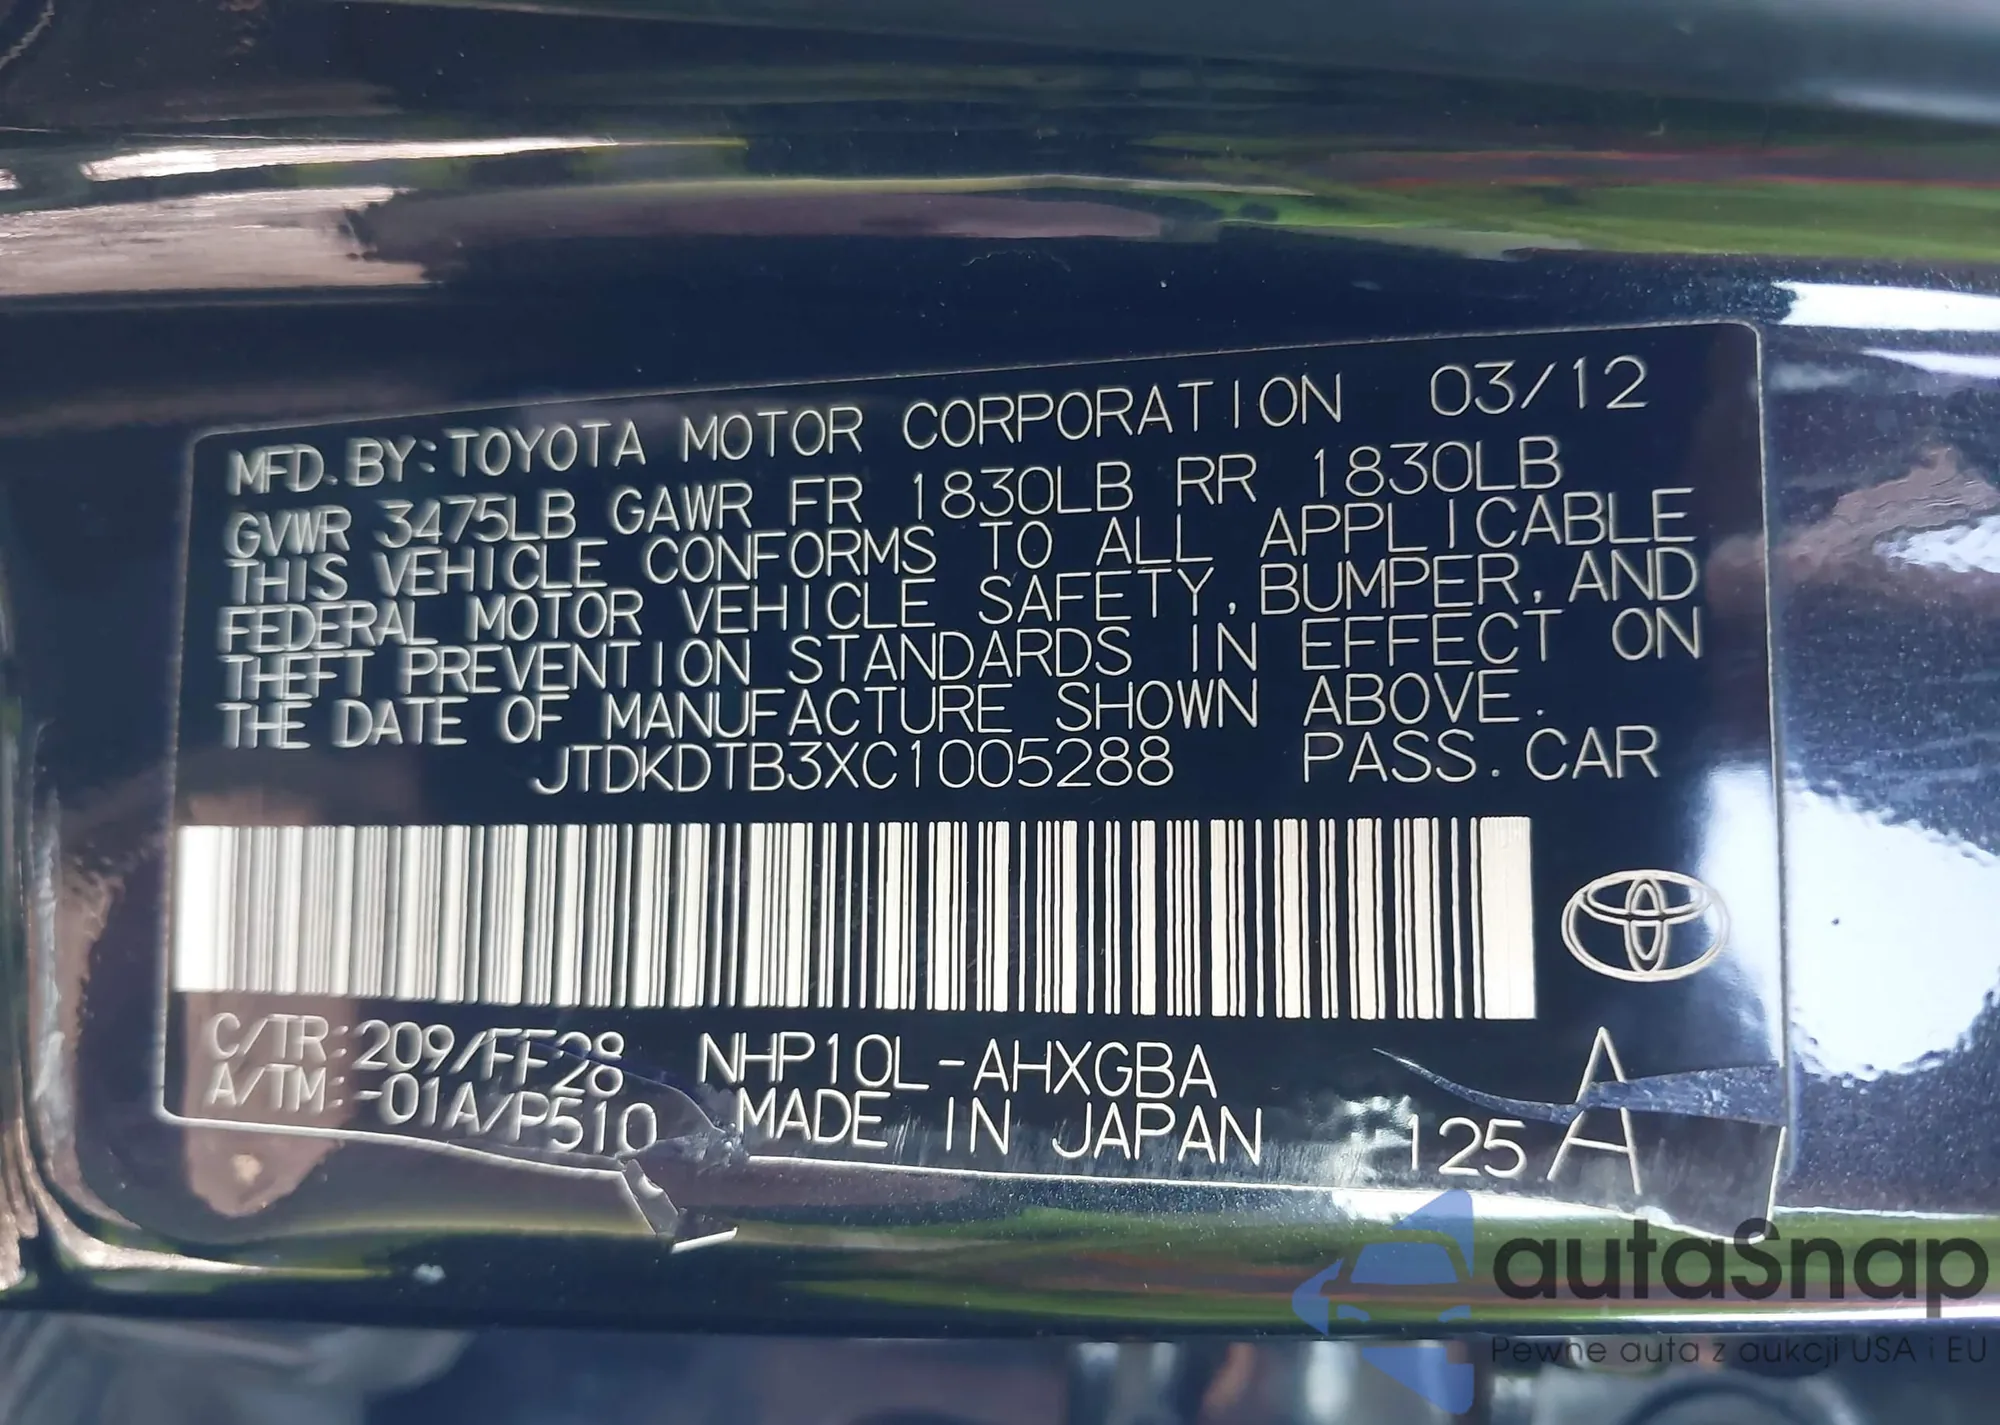 MFD. BY: TOYOTA MOTOR CORPORATION 03/12
GVWR 3475LB GAWR FR 1830LB RR 1830LB
THIS VEHICLE CONFORMS TO ALL APPLICABLE
FEDERAL MOTOR VEHICLE SAFETY, BUMPER, AND
THEFT PREVENTION STANDARDS IN EFFECT ON
THE DATE OF MANUFACTURE SHOWN ABOVE.
JTDKDTB3XC1005288 PASS. CAR
C/TR: 209/FF28 NHP10L-AHXGBA
A/TM: -01A/P510 MADE IN JAPAN 125 A
autaSnap
Pewne auta z aukcji USA i EU